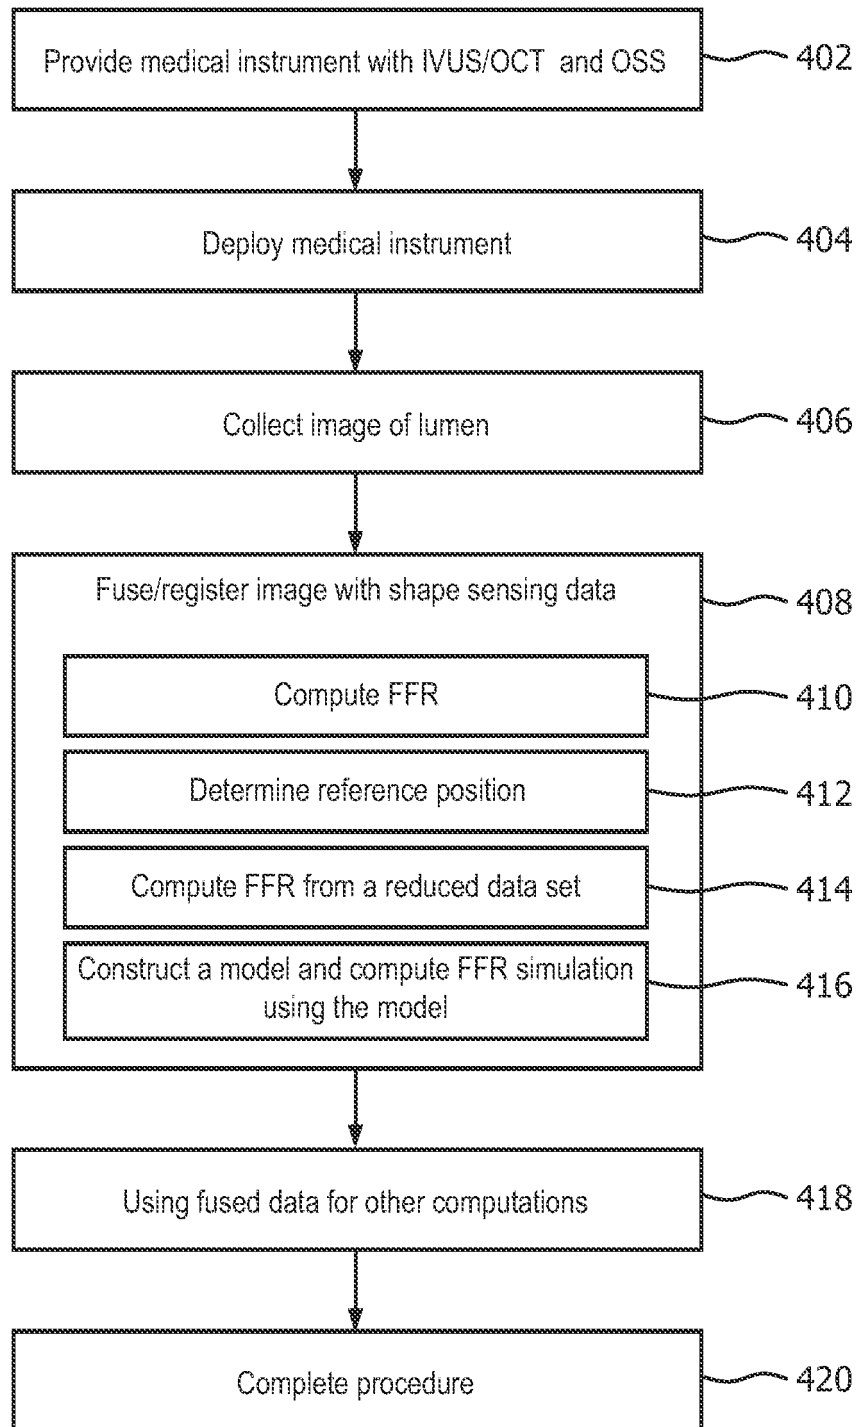 Provide medical instrument with IVUS/OCT and OSS
402
Deploy medical instrument
404
Collect image of lumen
406
Fuse/register image with shape sensing data
408
Compute FFR
410
Determine reference position
412
Compute FFR from a reduced data set
414
Construct a model and compute FFR simulation
using the model
416
Using fused data for other computations
418
Complete procedure
420